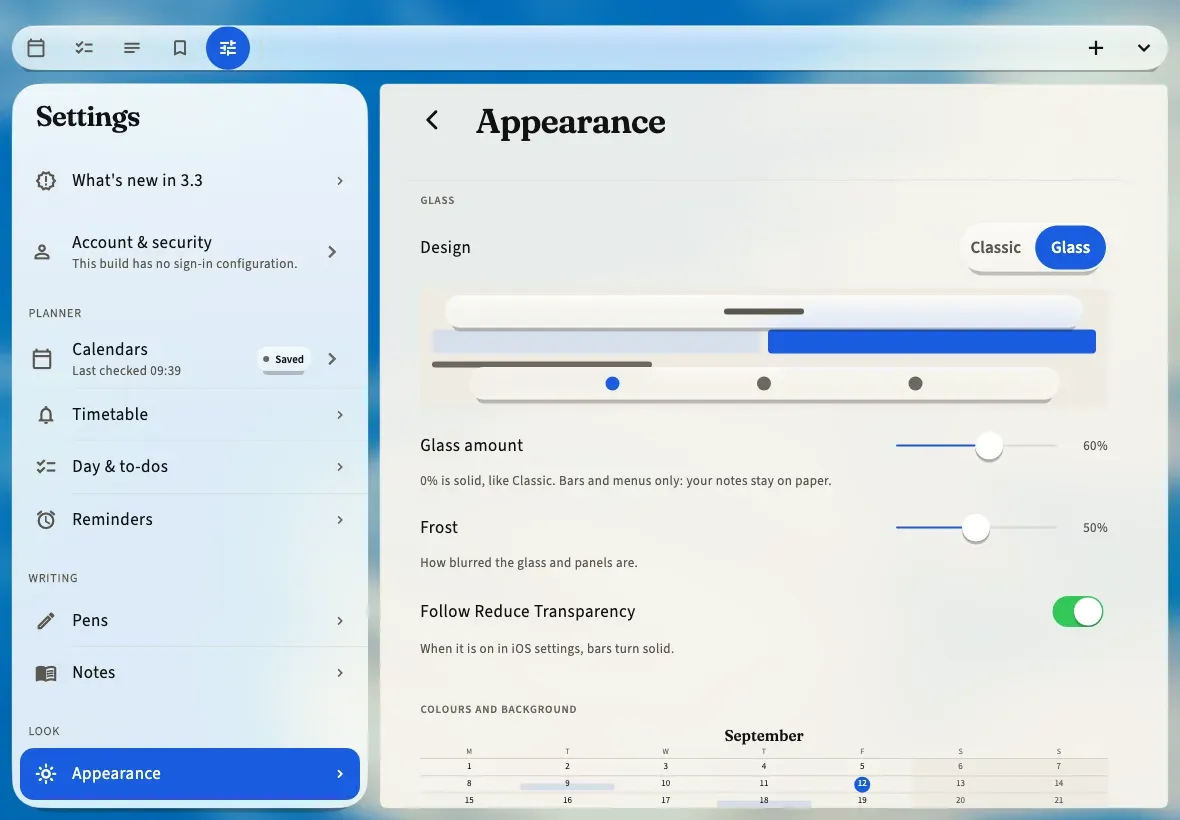 Settings
What's new in 3.3
Account & security
This build has no sign-in configuration.
PLANNER
Calendars
Last checked 09:39
Saved
Timetable
Day & to-dos
Reminders
WRITING
Pens
Notes
LOOK
Appearance
Appearance
GLASS
Design
Classic Glass
Glass amount
60%
0% is solid, like Classic. Bars and menus only: your notes stay on paper.
Frost
50%
How blurred the glass and panels are.
Follow Reduce Transparency
When it is on in iOS settings, bars turn solid.
COLOURS AND BACKGROUND
September
M T W T F S S
1 2 3 4 5 6 7
8 9 10 11 12 13 14
15 16 17 18 19 20 21